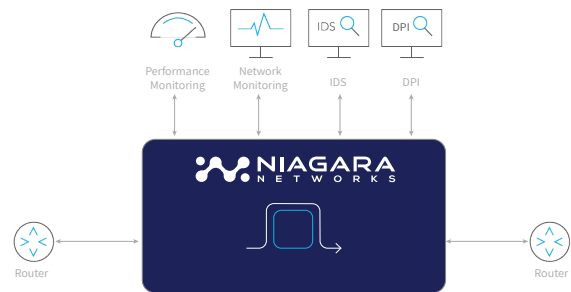 IDS
DPI
Performance
Monitoring
Network
Monitoring
IDS
DPI
NIAGARA
NETWORKS
Router
Router